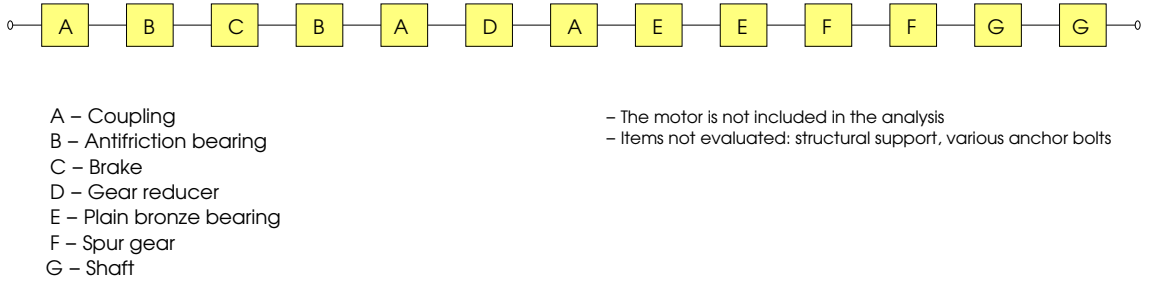 A B C B A D A E E F F G G
A – Coupling
B – Antifriction bearing
C – Brake
D – Gear reducer
E – Plain bronze bearing
F – Spur gear
G – Shaft
– The motor is not included in the analysis
– Items not evaluated: structural support, various anchor bolts